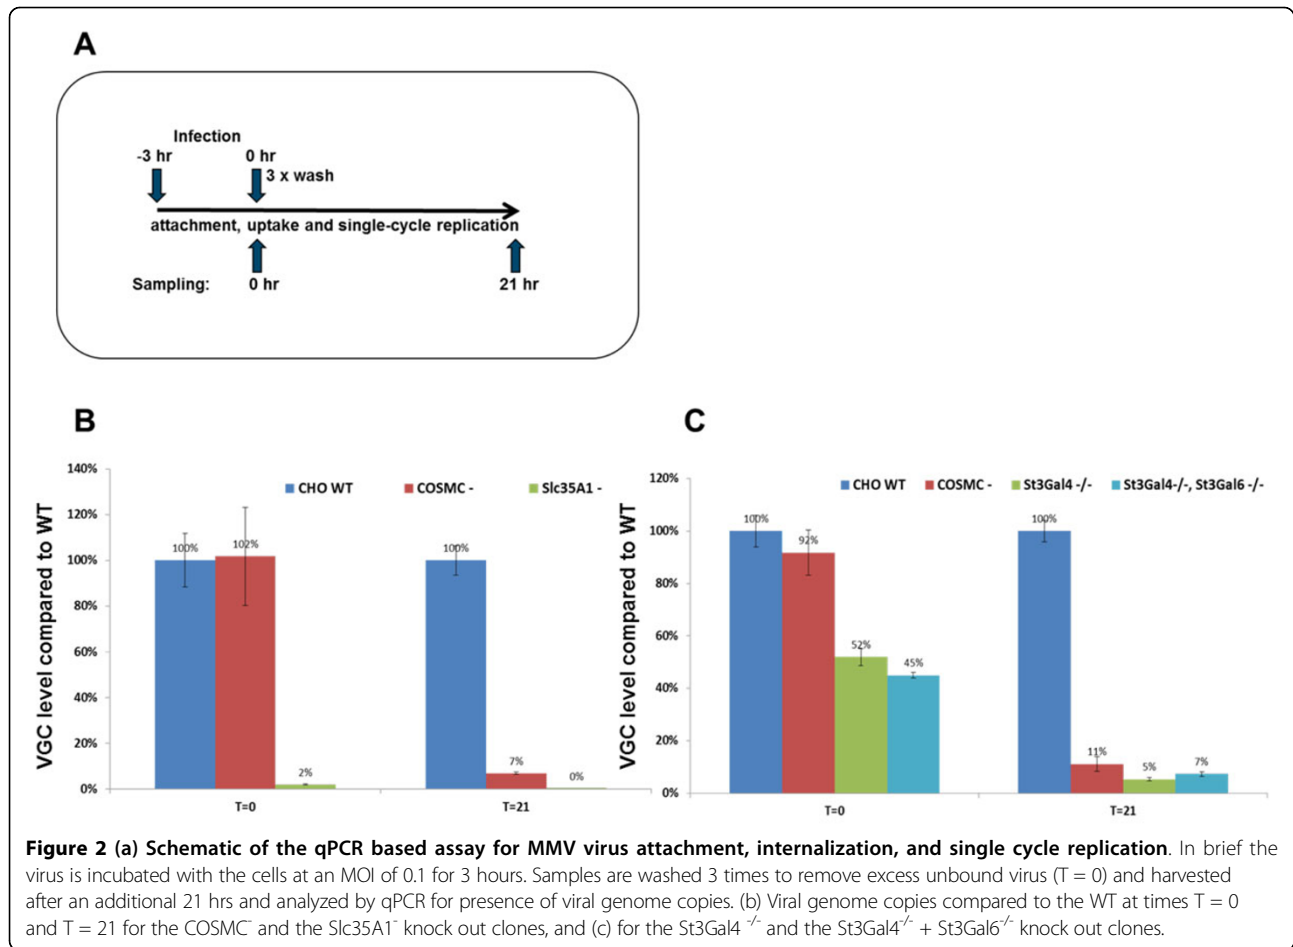 A
Infection
-3 hr 0 hr
3 x wash
attachment, uptake and single-cycle replication
Sampling: 0 hr 21 hr
B
VGC level compared to WT
140%
120%
100%
80%
60%
40%
20%
0%
CHO WT COSMC - Slc35A1 -
100% 102% 2% 100% 7% 0%
T=0 T=21
C
VGC level compared to WT
120%
100%
80%
60%
40%
20%
0%
CHO WT COSMC - St3Gal4 -/- St3Gal4-/-, St3Gal6 -/-
100% 92% 52% 45% 100% 11% 5% 7%
T=0 T=21
Figure 2 (a) Schematic of the qPCR based assay for MMV virus attachment, internalization, and single cycle replication. In brief the
virus is incubated with the cells at an MOI of 0.1 for 3 hours. Samples are washed 3 times to remove excess unbound virus (T = 0) and harvested
after an additional 21 hrs and analyzed by qPCR for presence of viral genome copies. (b) Viral genome copies compared to the WT at times T = 0
and T = 21 for the COSMC⁻ and the Slc35A1⁻ knock out clones, and (c) for the St3Gal4 ⁻/⁻ and the St3Gal4⁻/⁻ + St3Gal6⁻/⁻ knock out clones.